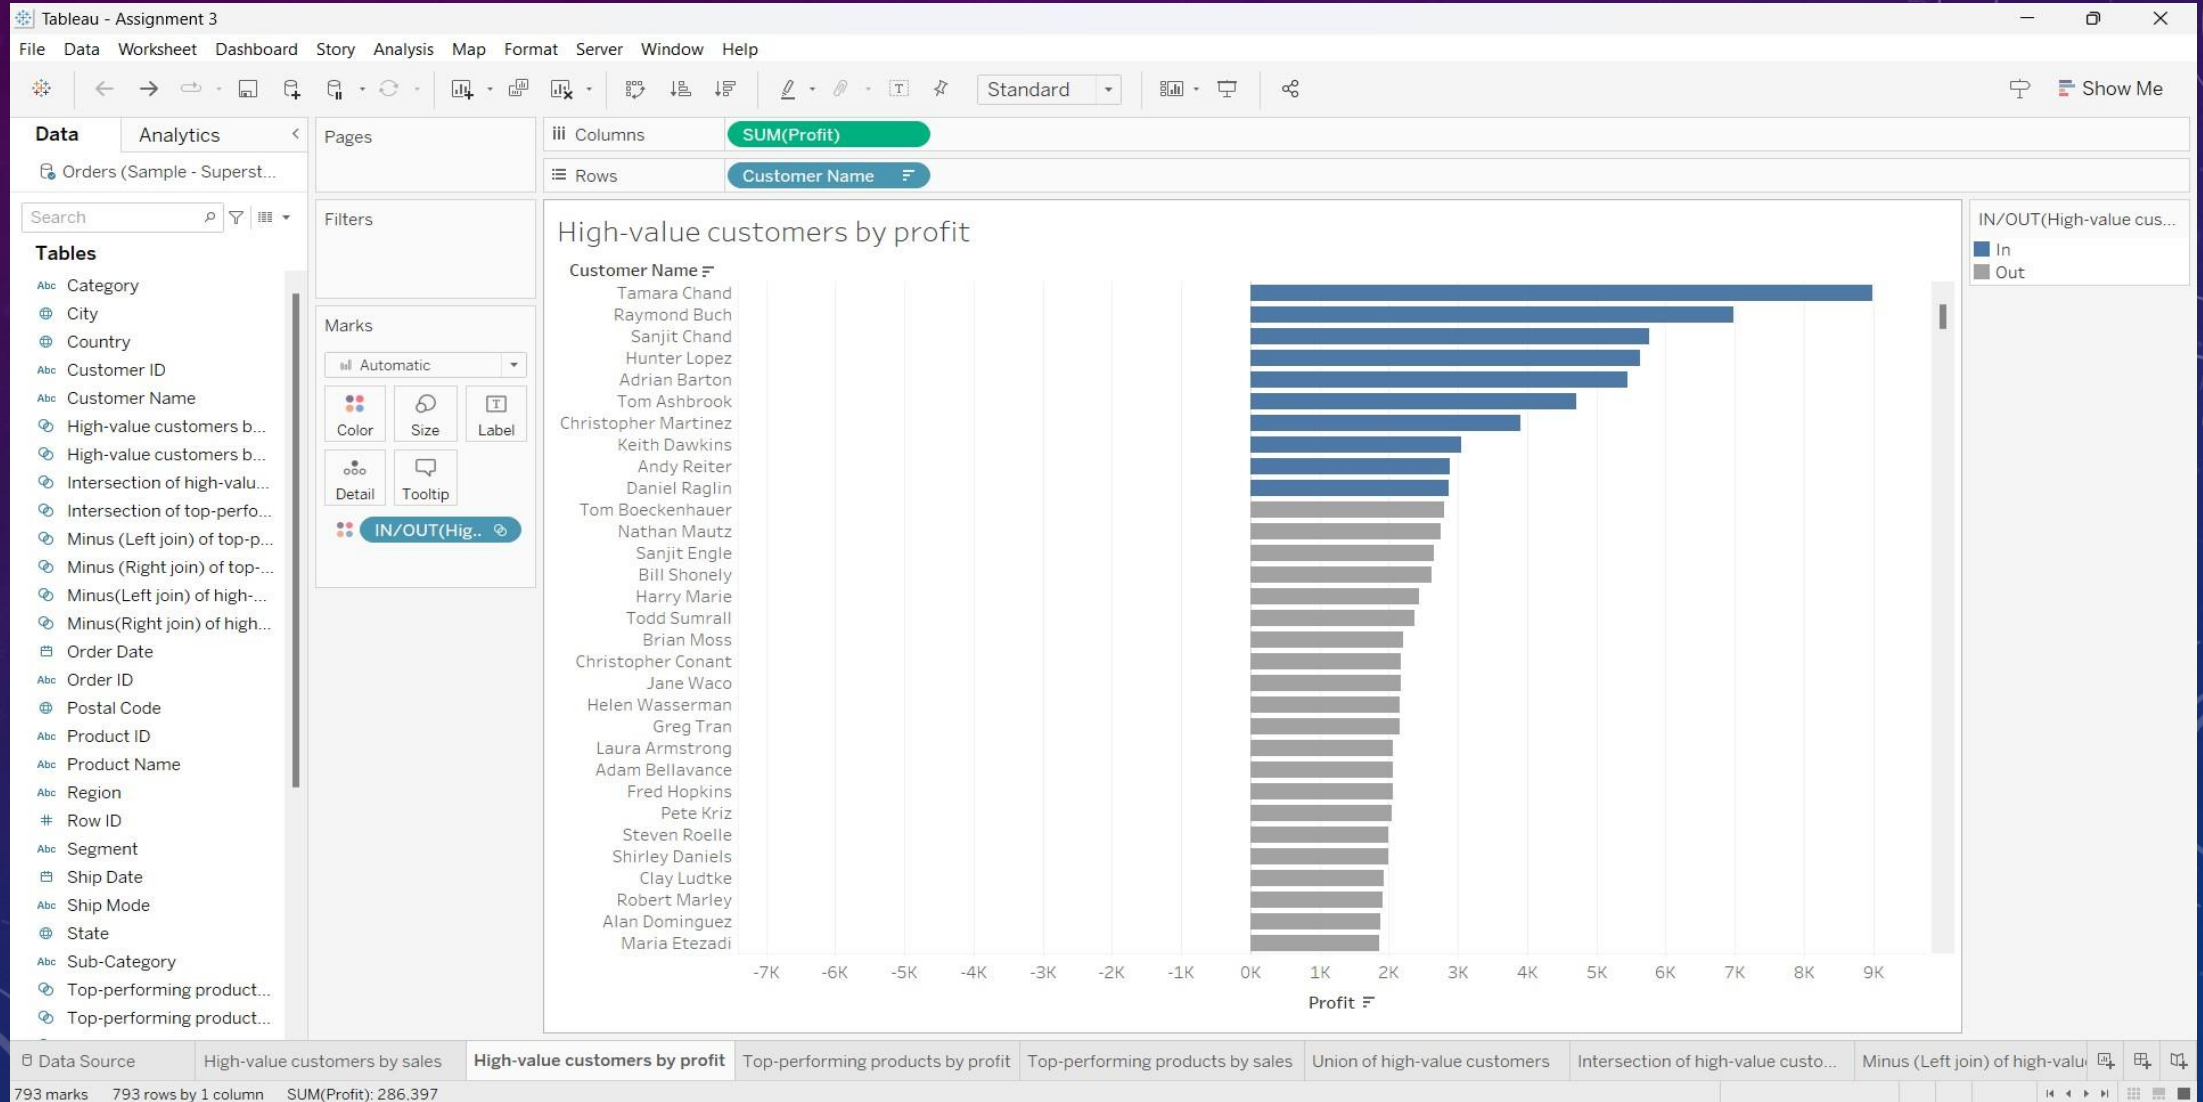 Tableau - Assignment 3
File Data Worksheet Dashboard Story Analysis Map Format Server Window Help
Standard
Show Me
Data Analytics
Orders (Sample - Superst...
Search
Tables
Abc Category
City
Country
Abc Customer ID
Abc Customer Name
High-value customers b...
High-value customers b...
Intersection of high-valu...
Intersection of top-perfo...
Minus (Left join) of top-p...
Minus (Right join) of top-...
Minus(Left join) of high-...
Minus(Right join) of high...
Order Date
Abc Order ID
Postal Code
Abc Product ID
Abc Product Name
Abc Region
# Row ID
Abc Segment
Ship Date
Abc Ship Mode
State
Abc Sub-Category
Top-performing product...
Top-performing product...
Pages
Filters
Marks
Automatic
Color Size Label
Detail Tooltip
IN/OUT(Hig..
Columns SUM(Profit)
Rows Customer Name
High-value customers by profit
Customer Name
Tamara Chand
Raymond Buch
Sanjit Chand
Hunter Lopez
Adrian Barton
Tom Ashbrook
Christopher Martinez
Keith Dawkins
Andy Reiter
Daniel Raglin
Tom Boeckenhauer
Nathan Mautz
Sanjit Engle
Bill Shonely
Harry Marie
Todd Sumrall
Brian Moss
Christopher Conant
Jane Waco
Helen Wasserman
Greg Tran
Laura Armstrong
Adam Bellavance
Fred Hopkins
Pete Kriz
Steven Roelle
Shirley Daniels
Clay Ludtke
Robert Marley
Alan Dominguez
Maria Etezadi
-7K -6K -5K -4K -3K -2K -1K 0K 1K 2K 3K 4K 5K 6K 7K 8K 9K
Profit
IN/OUT(High-value cus...
In
Out
Data Source High-value customers by sales High-value customers by profit Top-performing products by profit Top-performing products by sales Union of high-value customers Intersection of high-value custo... Minus (Left join) of high-valu
793 marks 793 rows by 1 column SUM(Profit): 286,397